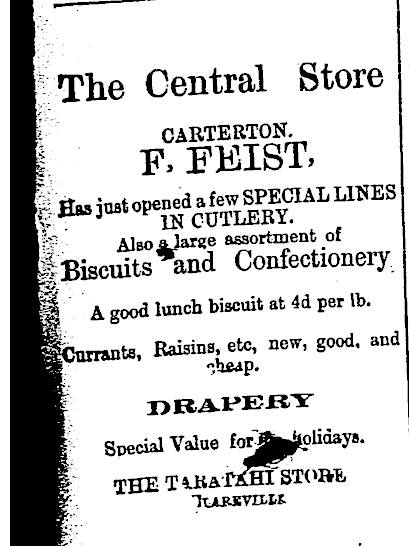 The Central Store
CARTERTON.
F. FEIST,
Has just opened a few SPECIAL LINES
IN CUTLERY.
Also a large assortment of
Biscuits and Confectionery.
A good lunch biscuit at 4d per lb.
Currants, Raisins, etc, new, good, and
cheap.
DRAPERY
Special Value for Holidays.
THE TARATAHI STORE